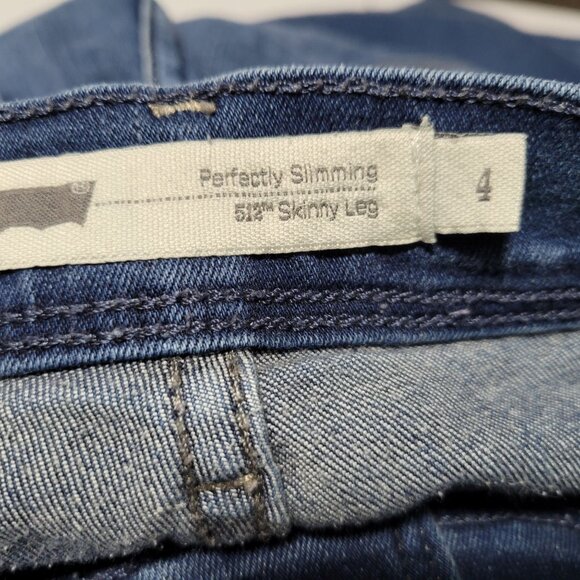 Perfectly Slimming
512™ Skinny Leg
4
®